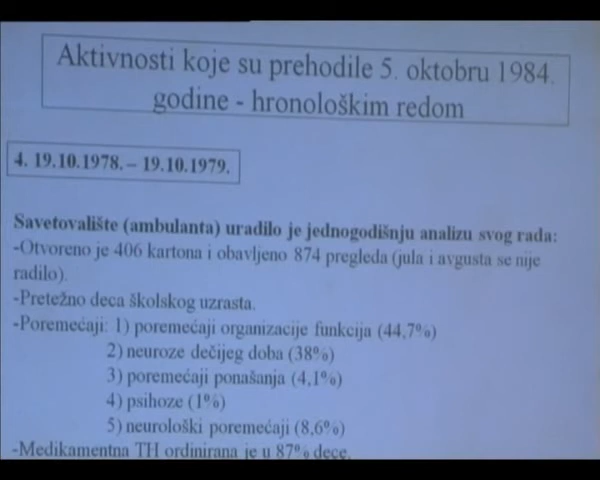 Aktivnosti koje su prehodile 5. oktobru 1984.
godine - hronološkim redom
4. 19.10.1978. – 19.10.1979.
Savetovalište (ambulanta) uradilo je jednogodišnju analizu svog rada:
-Otvoreno je 406 kartona i obavljeno 874 pregleda (jula i avgusta se nije
radilo).
-Pretežno deca školskog uzrasta.
-Poremećaji: 1) poremećaji organizacije funkcija (44,7%)
2) neuroze dečijeg doba (38%)
3) poremećaji ponašanja (4,1%)
4) psihoze (1%)
5) neurološki poremećaji (8,6%)
-Medikamentna TH ordinirana je u 87% dece.